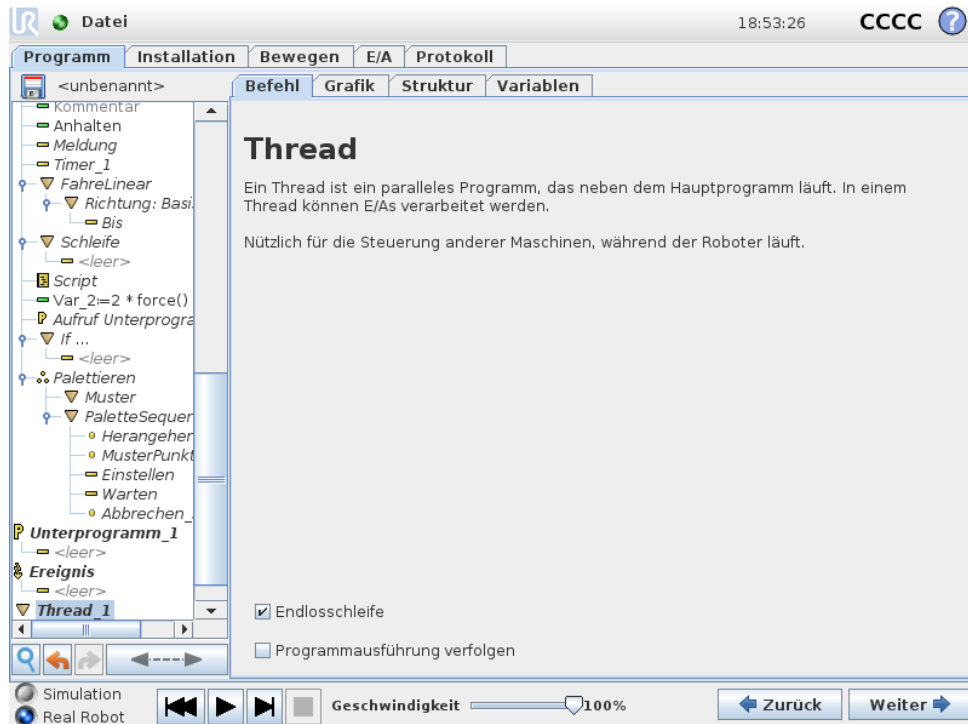 Datei
18:53:26
CCCC
?
Programm
Installation
Bewegen
E/A
Protokoll
<unbenannt>
Befehl
Grafik
Struktur
Variablen
Kommentar
Anhalten
Meldung
Timer_1
FahreLinear
Richtung: Basi
Bis
Schleife
<leer>
Script
Var_2:=2 * force()
Aufruf Unterprogra
If ...
<leer>
Palettieren
Muster
PaletteSequer
Herangeher
MusterPunkt
Einstellen
Warten
Abbrechen_
P Unterprogramm_1
<leer>
Ereignis
<leer>
Thread_1
Thread
Ein Thread ist ein paralleles Programm, das neben dem Hauptprogramm läuft. In einem
Thread können E/As verarbeitet werden.
Nützlich für die Steuerung anderer Maschinen, während der Roboter läuft.
Endlosschleife
Programmausführung verfolgen
Simulation
Real Robot
Geschwindigkeit
100%
Zurück
Weiter